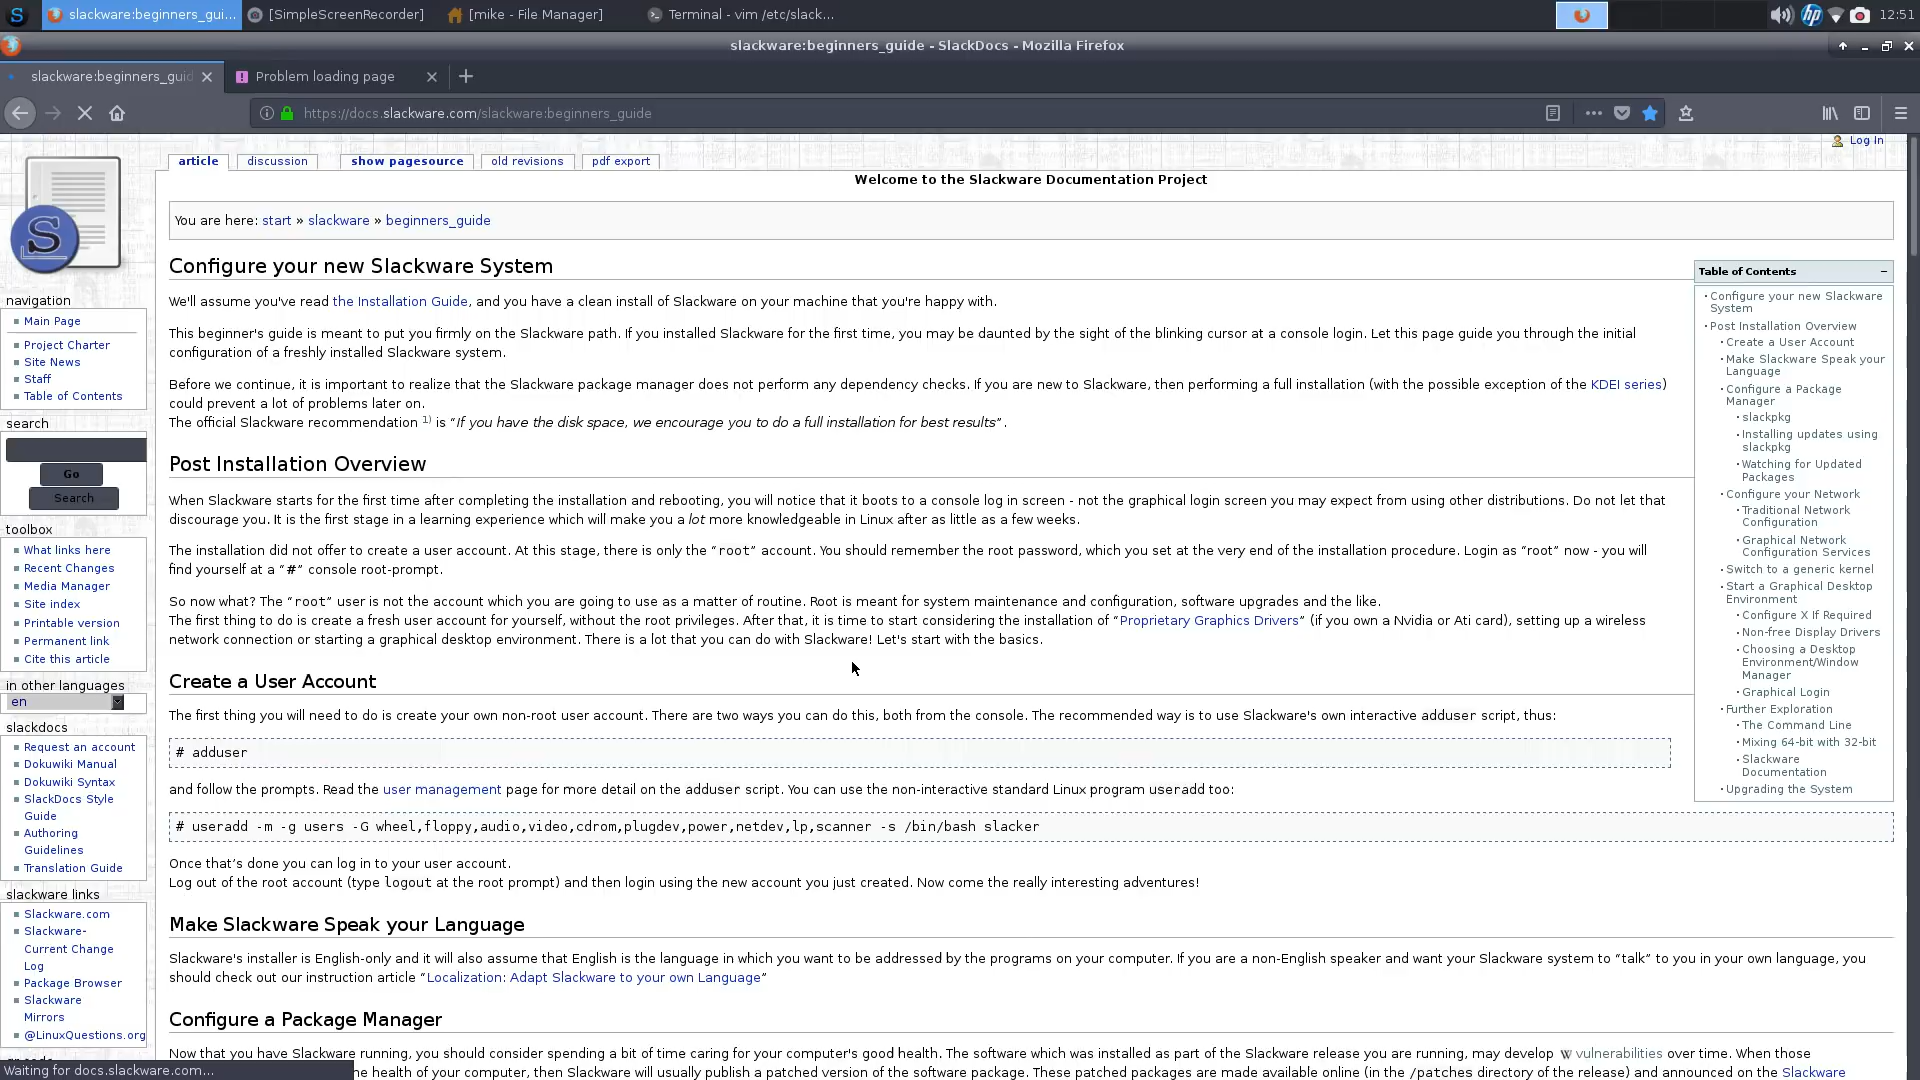 slackware:beginners_gui...
[SimpleScreenRecorder]
[mike - File Manager]
Terminal - vim /etc/slack...
hp
12:51
slackware:beginners_guide - SlackDocs - Mozilla Firefox
slackware:beginners_guid
Problem loading page
https://docs.slackware.com/slackware:beginners_guide
Log In
article
discussion
show pagesource
old revisions
pdf export
Welcome to the Slackware Documentation Project
You are here: start » slackware » beginners_guide
S
navigation
Main Page
Project Charter
Site News
Staff
Table of Contents
search
Go
Search
toolbox
What links here
Recent Changes
Media Manager
Site index
Printable version
Permanent link
Cite this article
in other languages
en
slackdocs
Request an account
Dokuwiki Manual
Dokuwiki Syntax
SlackDocs Style
Guide
Authoring
Guidelines
Translation Guide
slackware links
Slackware.com
Slackware-
Current Change
Log
Package Browser
Slackware
Mirrors
@LinuxQuestions.org
Configure your new Slackware System
We'll assume you've read the Installation Guide, and you have a clean install of Slackware on your machine that you're happy with.
This beginner's guide is meant to put you firmly on the Slackware path. If you installed Slackware for the first time, you may be daunted by the sight of the blinking cursor at a console login. Let this page guide you through the initial
configuration of a freshly installed Slackware system.
Before we continue, it is important to realize that the Slackware package manager does not perform any dependency checks. If you are new to Slackware, then performing a full installation (with the possible exception of the KDEI series)
could prevent a lot of problems later on.
The official Slackware recommendation 1) is “If you have the disk space, we encourage you to do a full installation for best results”.
Post Installation Overview
When Slackware starts for the first time after completing the installation and rebooting, you will notice that it boots to a console log in screen - not the graphical login screen you may expect from using other distributions. Do not let that
discourage you. It is the first stage in a learning experience which will make you a lot more knowledgeable in Linux after as little as a few weeks.
The installation did not offer to create a user account. At this stage, there is only the “root” account. You should remember the root password, which you set at the very end of the installation procedure. Login as “root” now - you will
find yourself at a “#” console root-prompt.
So now what? The “root” user is not the account which you are going to use as a matter of routine. Root is meant for system maintenance and configuration, software upgrades and the like.
The first thing to do is create a fresh user account for yourself, without the root privileges. After that, it is time to start considering the installation of “Proprietary Graphics Drivers” (if you own a Nvidia or Ati card), setting up a wireless
network connection or starting a graphical desktop environment. There is a lot that you can do with Slackware! Let's start with the basics.
Create a User Account
The first thing you will need to do is create your own non-root user account. There are two ways you can do this, both from the console. The recommended way is to use Slackware's own interactive adduser script, thus:
# adduser
and follow the prompts. Read the user management page for more detail on the adduser script. You can use the non-interactive standard Linux program useradd too:
# useradd -m -g users -G wheel,floppy,audio,video,cdrom,plugdev,power,netdev,lp,scanner -s /bin/bash slacker
Once that’s done you can log in to your user account.
Log out of the root account (type logout at the root prompt) and then login using the new account you just created. Now come the really interesting adventures!
Make Slackware Speak your Language
Slackware's installer is English-only and it will also assume that English is the language in which you want to be addressed by the programs on your computer. If you are a non-English speaker and want your Slackware system to “talk” to you in your own language, you
should check out our instruction article “Localization: Adapt Slackware to your own Language”
Configure a Package Manager
Now that you have Slackware running, you should consider spending a bit of time caring for your computer's good health. The software which was installed as part of the Slackware release you are running, may develop W vulnerabilities over time. When those
ne health of your computer, then Slackware will usually publish a patched version of the software package. These patched packages are made available online (in the /patches directory of the release) and announced on the Slackware
Table of Contents
Configure your new Slackware
System
Post Installation Overview
Create a User Account
Make Slackware Speak your
Language
Configure a Package
Manager
slackpkg
Installing updates using
slackpkg
Watching for Updated
Packages
Configure your Network
Traditional Network
Configuration
Graphical Network
Configuration Services
Switch to a generic kernel
Start a Graphical Desktop
Environment
Configure X If Required
Non-free Display Drivers
Choosing a Desktop
Environment/Window
Manager
Graphical Login
Further Exploration
The Command Line
Mixing 64-bit with 32-bit
Slackware
Documentation
Upgrading the System
Waiting for docs.slackware.com...